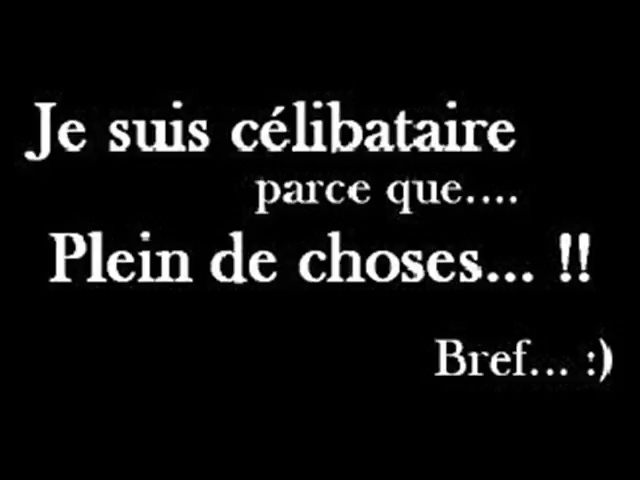 Je suis célibataire
parce que....
Plein de choses... !!
Bref... :)